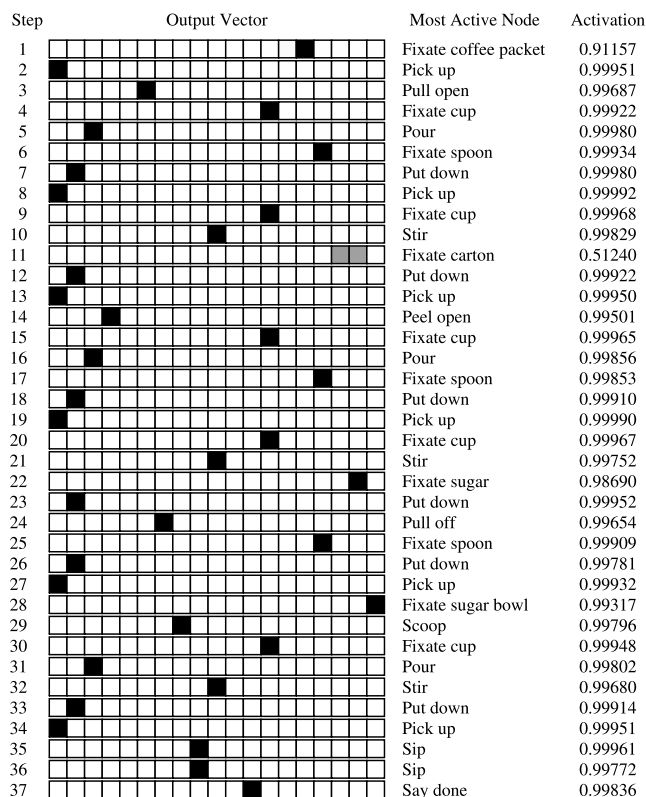 Step Output Vector Most Active Node Activation
1 Fixate coffee packet 0.91157
2 Pick up 0.99951
3 Pull open 0.99687
4 Fixate cup 0.99922
5 Pour 0.99980
6 Fixate spoon 0.99934
7 Put down 0.99980
8 Pick up 0.99992
9 Fixate cup 0.99968
10 Stir 0.99829
11 Fixate carton 0.51240
12 Put down 0.99922
13 Pick up 0.99950
14 Peel open 0.99501
15 Fixate cup 0.99965
16 Pour 0.99856
17 Fixate spoon 0.99853
18 Put down 0.99910
19 Pick up 0.99990
20 Fixate cup 0.99967
21 Stir 0.99752
22 Fixate sugar 0.98690
23 Put down 0.99952
24 Pull off 0.99654
25 Fixate spoon 0.99909
26 Put down 0.99781
27 Pick up 0.99932
28 Fixate sugar bowl 0.99317
29 Scoop 0.99796
30 Fixate cup 0.99948
31 Pour 0.99802
32 Stir 0.99680
33 Put down 0.99914
34 Pick up 0.99951
35 Sip 0.99961
36 Sip 0.99772
37 Say done 0.99836